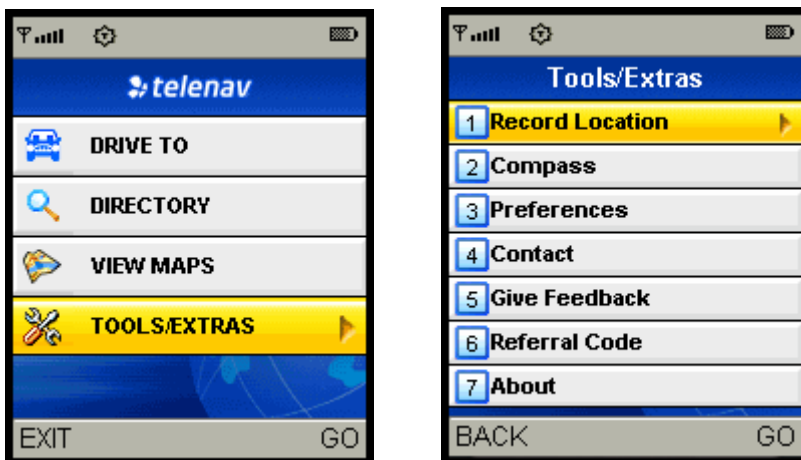 telenav
DRIVE TO
DIRECTORY
VIEW MAPS
TOOLS/EXTRAS
EXIT GO
Tools/Extras
1 Record Location
2 Compass
3 Preferences
4 Contact
5 Give Feedback
6 Referral Code
7 About
BACK GO